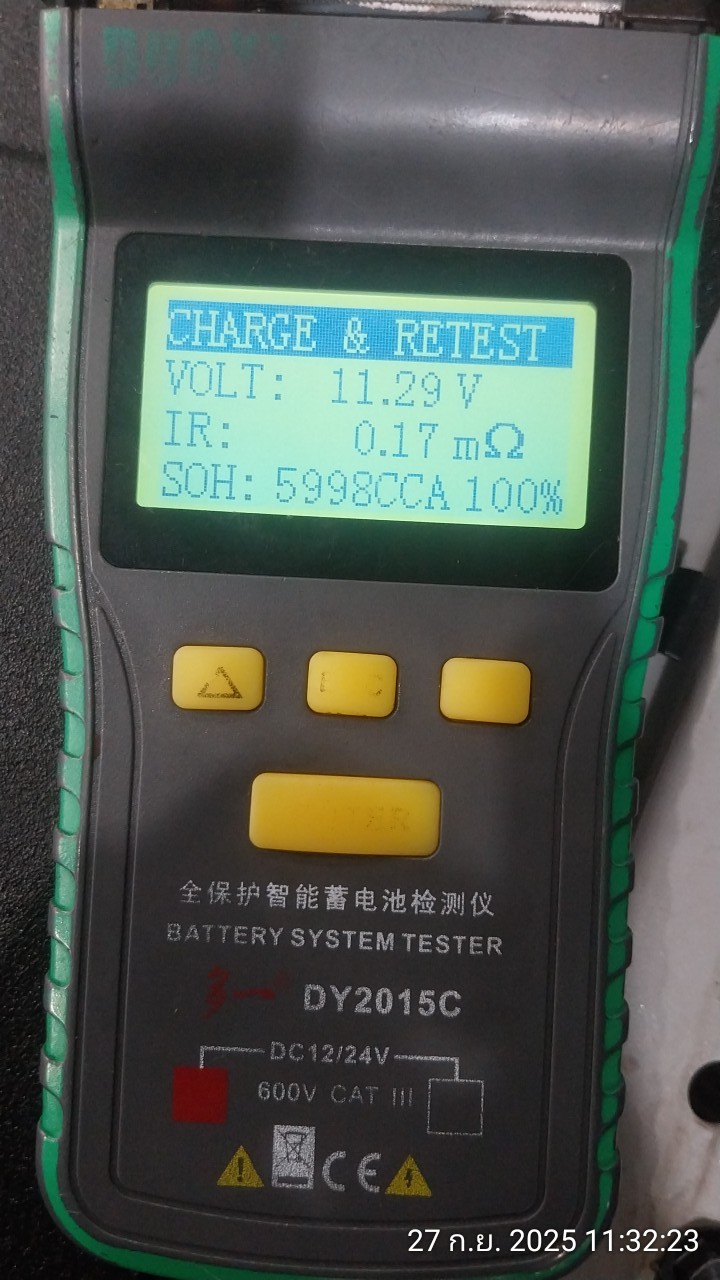 CHARGE & RETEST
VOLT: 11.29 V
IR: 0.17 mΩ
SOH: 5998CCA 100%
全保护智能蓄电池检测仪
BATTERY SYSTEM TESTER
多一 DY2015C
DC12/24V
600V CAT III
CE
27 ก.ย. 2025 11:32:23